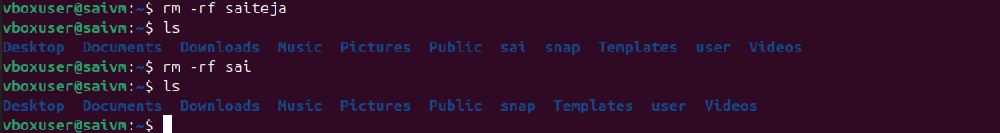 vboxuser@saivm:~$ rm -rf saiteja
vboxuser@saivm:~$ ls
Desktop  Documents  Downloads  Music  Pictures  Public  sai  snap  Templates  user  Videos
vboxuser@saivm:~$ rm -rf sai
vboxuser@saivm:~$ ls
Desktop  Documents  Downloads  Music  Pictures  Public  snap  Templates  user  Videos
vboxuser@saivm:~$